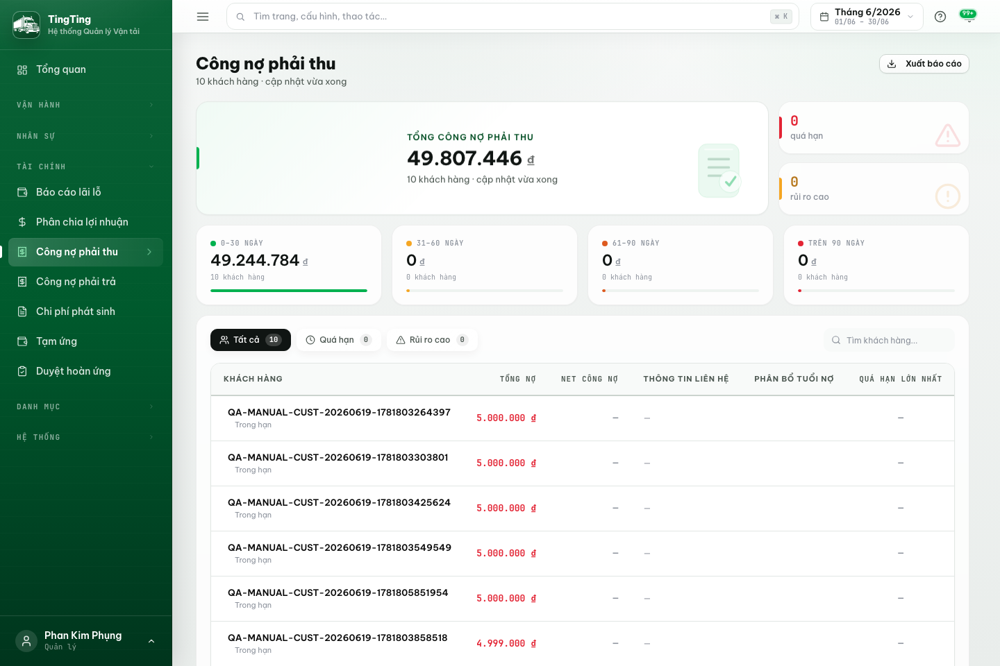 TingTing
Hệ thống Quản lý Vận tải
Tổng quan
VẬN HÀNH
NHÂN SỰ
TÀI CHÍNH
Báo cáo lãi lỗ
Phân chia lợi nhuận
Công nợ phải thu
Công nợ phải trả
Chi phí phát sinh
Tạm ứng
Duyệt hoàn ứng
DANH MỤC
HỆ THỐNG
Phan Kim Phụng
Quản lý
Tìm trang, cấu hình, thao tác...
⌘ K
Tháng 6/2026
01/06 – 30/06
99+
Công nợ phải thu
10 khách hàng · cập nhật vừa xong
Xuất báo cáo
TỔNG CÔNG NỢ PHẢI THU
49.807.446 ₫
10 khách hàng · cập nhật vừa xong
0
quá hạn
0
rủi ro cao
0–30 NGÀY
49.244.784 ₫
10 khách hàng
31–60 NGÀY
0 ₫
0 khách hàng
61–90 NGÀY
0 ₫
0 khách hàng
TRÊN 90 NGÀY
0 ₫
0 khách hàng
Tất cả 10
Quá hạn 0
Rủi ro cao 0
Tìm khách hàng...
KHÁCH HÀNG TỔNG NỢ NET CÔNG NỢ THÔNG TIN LIÊN HỆ PHÂN BỔ TUỔI NỢ QUÁ HẠN LỚN NHẤT
QA-MANUAL-CUST-20260619-1781803264397 5.000.000 ₫ — — —
Trong hạn
QA-MANUAL-CUST-20260619-1781803303801 5.000.000 ₫ — — —
Trong hạn
QA-MANUAL-CUST-20260619-1781803425624 5.000.000 ₫ — — —
Trong hạn
QA-MANUAL-CUST-20260619-1781803549549 5.000.000 ₫ — — —
Trong hạn
QA-MANUAL-CUST-20260619-1781805851954 5.000.000 ₫ — — —
Trong hạn
QA-MANUAL-CUST-20260619-1781803858518 4.999.000 ₫ — — —
Trong hạn